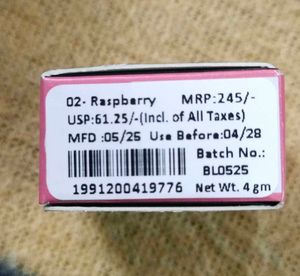 02- Raspberry MRP:245/-
USP:61.25/-(Incl. of All Taxes)
MFD :05/25 Use Before:04/28
Batch No.:
BL0525
1991200419776 Net Wt. 4 gm